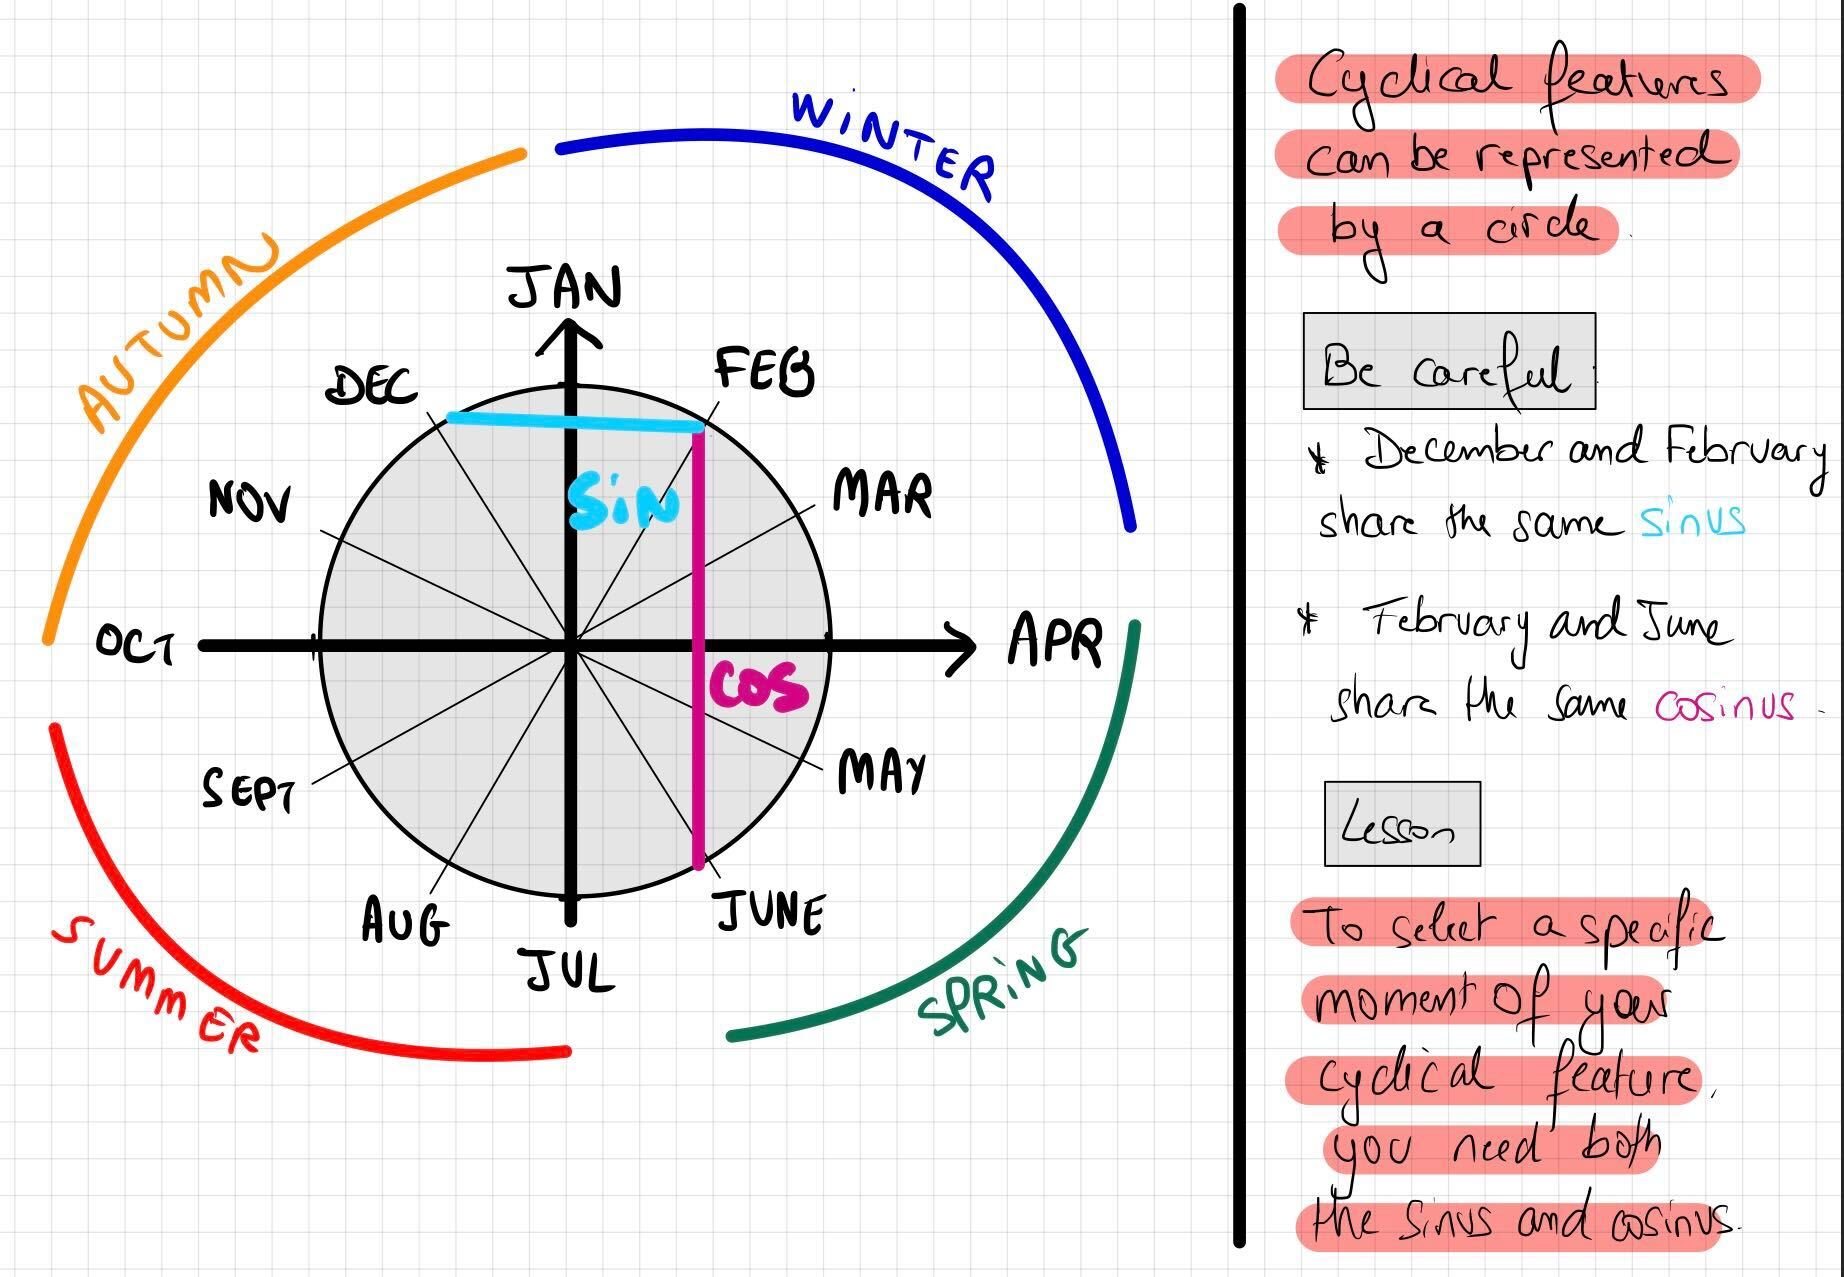 WiNTER
AUTUMN
JAN
DEC
FEB
NOV
MAR
SiN
OCT
APR
COS
SEPT
MAY
AUG
JUNE
JUL
SUMMER
SPRiNG
Cyclical features
can be represented
by a circle.
Be careful:
* December and February
share the same sinus
* February and June
share the same cosinus.
Lesson
To select a specific
moment of your
cyclical feature,
you need both
the sinus and cosinus.